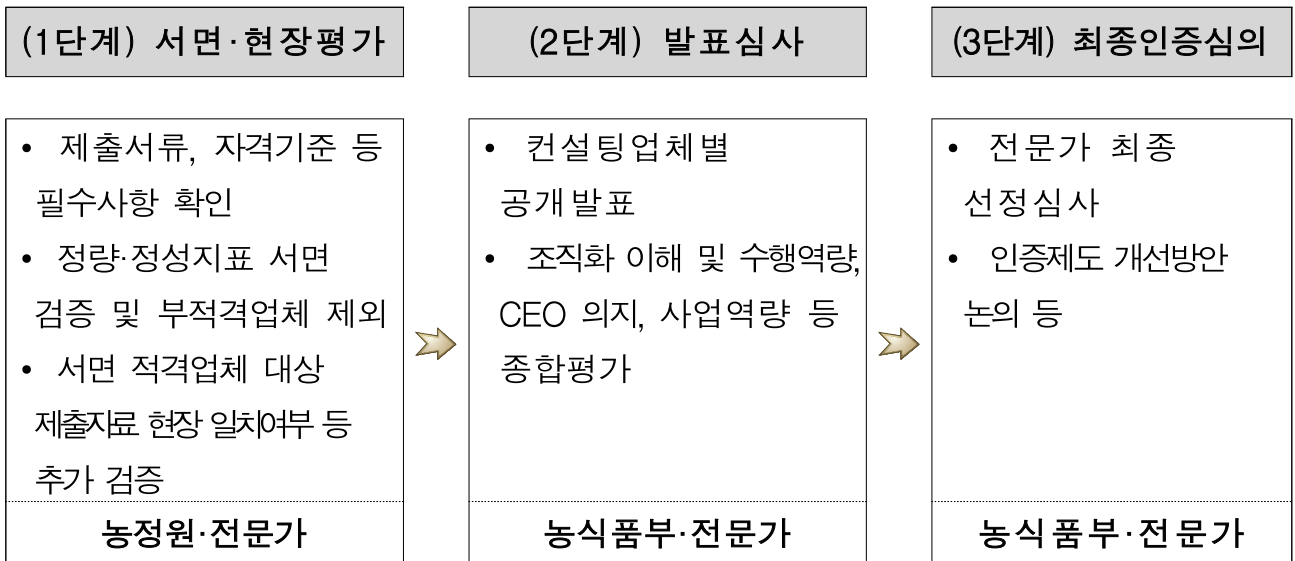 (1단계) 서면·현장평가
• 제출서류, 자격기준 등
필수사항 확인
• 정량·정성지표 서면
검증 및 부적격업체 제외
• 서면 적격업체 대상
제출자료 현장 일치여부 등
추가 검증
농정원·전문가
(2단계) 발표심사
• 컨설팅업체별
공개발표
• 조직화 이해 및 수행역량,
CEO 의지, 사업역량 등
종합평가
농식품부·전문가
(3단계) 최종인증심의
• 전문가 최종
선정심사
• 인증제도 개선방안
논의 등
농식품부·전문가